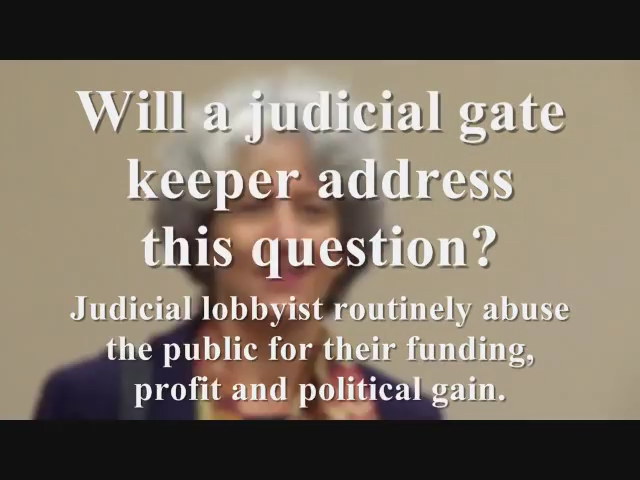 Will a judicial gate
keeper address
this question?
Judicial lobbyist routinely abuse
the public for their funding,
profit and political gain.